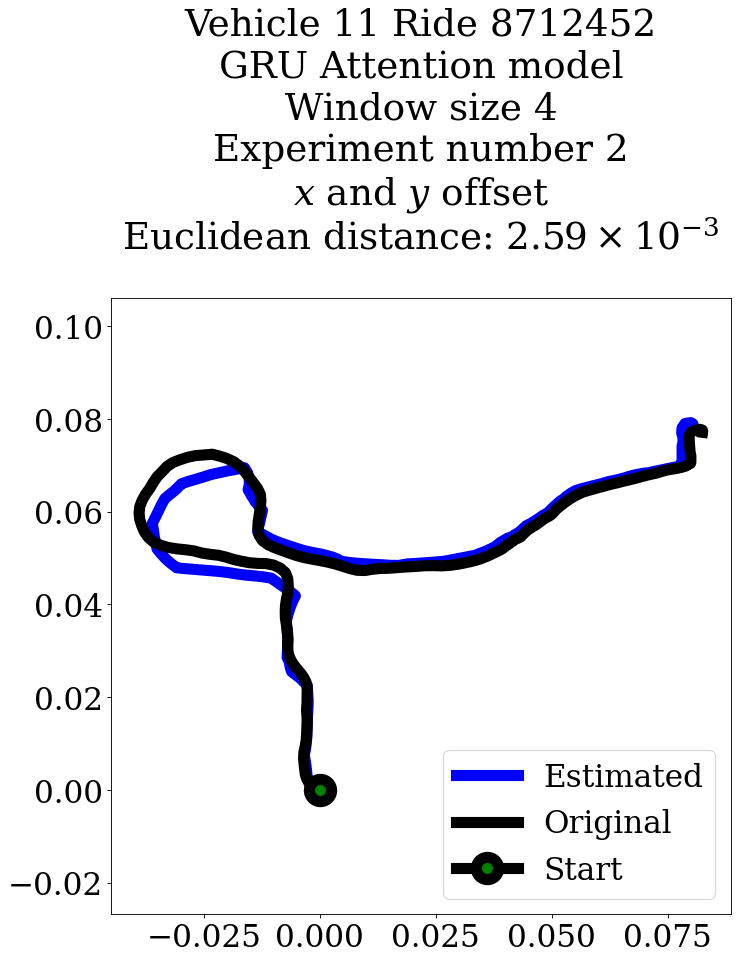 Vehicle 11 Ride 8712452
GRU Attention model
Window size 4
Experiment number 2
x and y offset
Euclidean distance: 2.59 × 10⁻³
0.10
0.08
0.06
0.04
0.02
0.00
−0.02
Estimated
Original
Start
−0.025 0.000 0.025 0.050 0.075